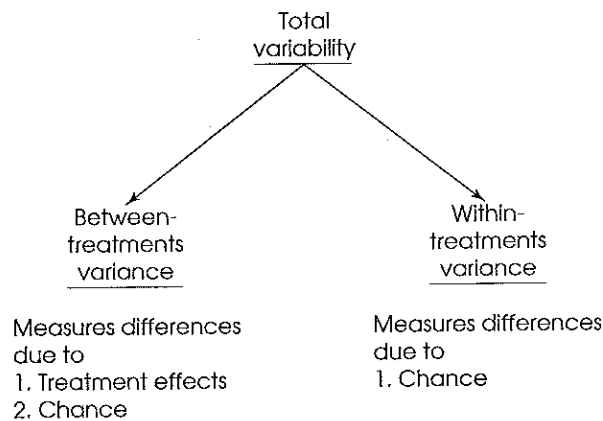 Total
variability
Between-
treatments
variance
Measures differences
due to
1. Treatment effects
2. Chance
Within-
treatments
variance
Measures differences
due to
1. Chance